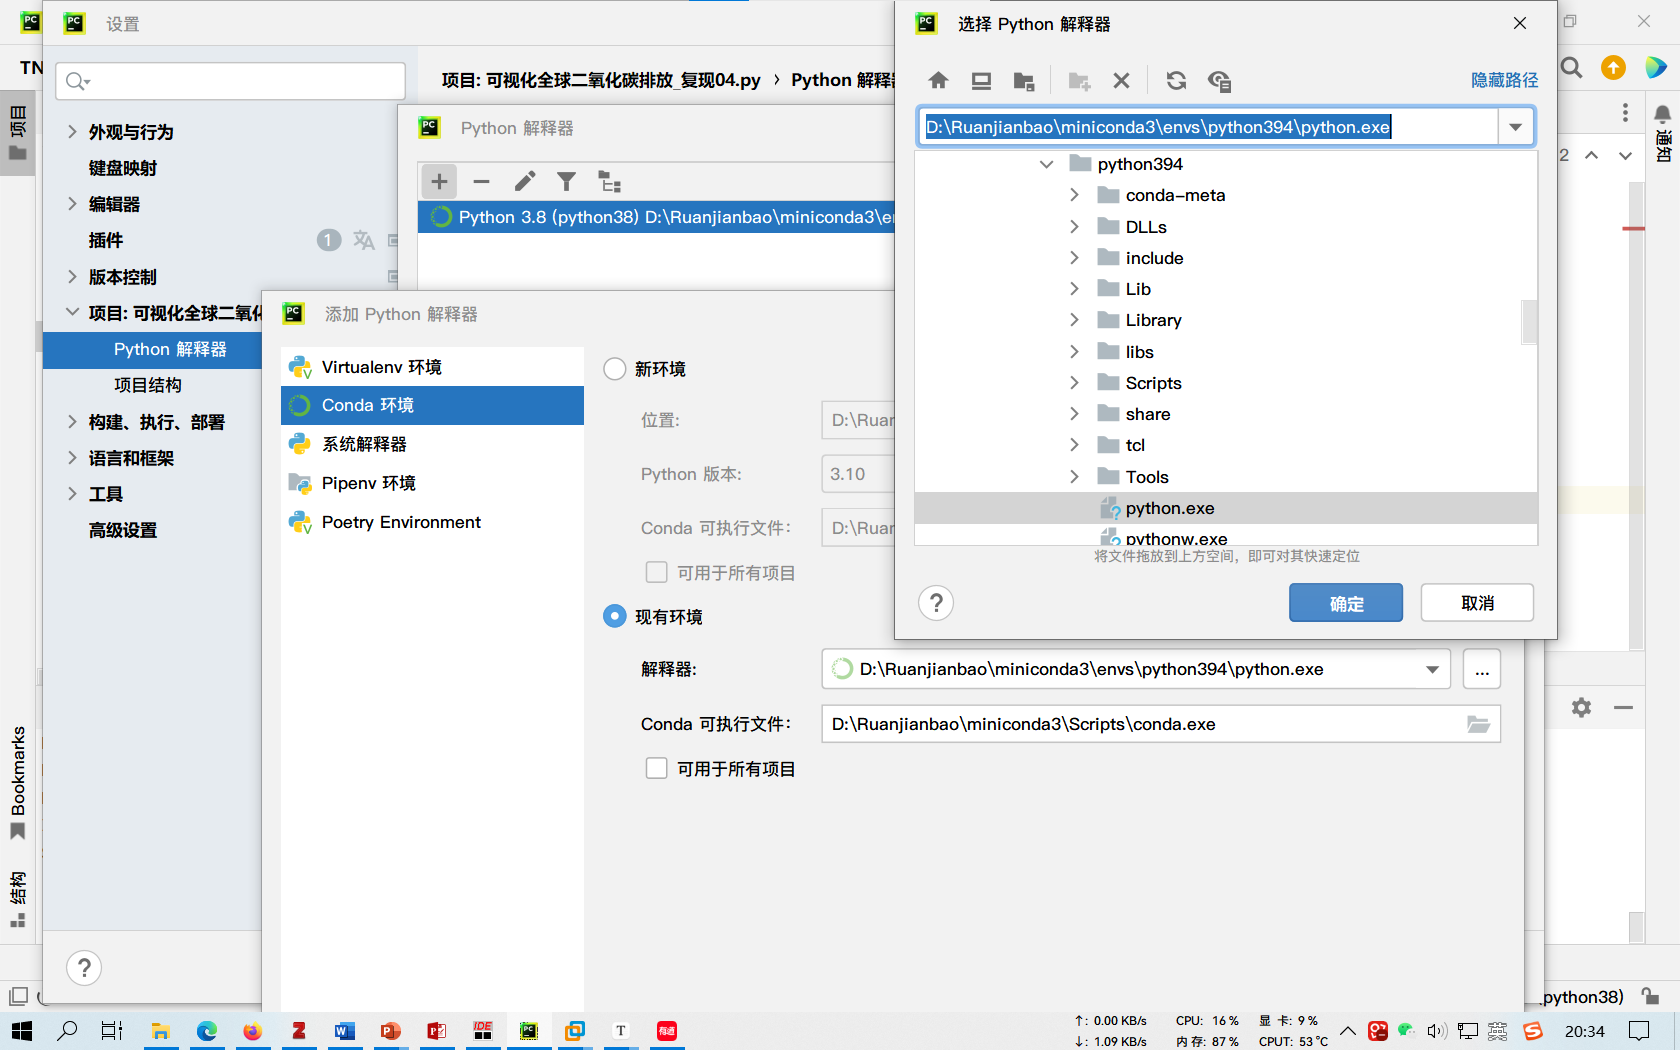 设置
TN
项目
外观与行为
键盘映射
编辑器
插件
1
版本控制
项目: 可视化全球二氧化
Python 解释器
项目结构
构建、执行、部署
语言和框架
工具
高级设置
?
Bookmarks
结构
项目: 可视化全球二氧化碳排放_复现04.py › Python 解释器
Python 解释器
Python 3.8 (python38) D:\Ruanjianbao\miniconda3\en
添加 Python 解释器
Virtualenv 环境
Conda 环境
系统解释器
Pipenv 环境
Poetry Environment
新环境
位置:
D:\Ruan
Python 版本:
3.10
Conda 可执行文件:
D:\Ruan
可用于所有项目
现有环境
解释器:
D:\Ruanjianbao\miniconda3\envs\python394\python.exe
...
Conda 可执行文件:
D:\Ruanjianbao\miniconda3\Scripts\conda.exe
可用于所有项目
选择 Python 解释器
隐藏路径
D:\Ruanjianbao\miniconda3\envs\python394\python.exe
python394
conda-meta
DLLs
include
Lib
Library
libs
Scripts
share
tcl
Tools
python.exe
pythonw.exe
将文件拖放到上方空间，即可对其快速定位
?
确定
取消
2
通知
python38)
↑: 0.00 KB/s
↓: 1.09 KB/s
CPU: 16 %
内存: 87 %
显 卡: 9 %
CPUT: 53 °C
英
20:34